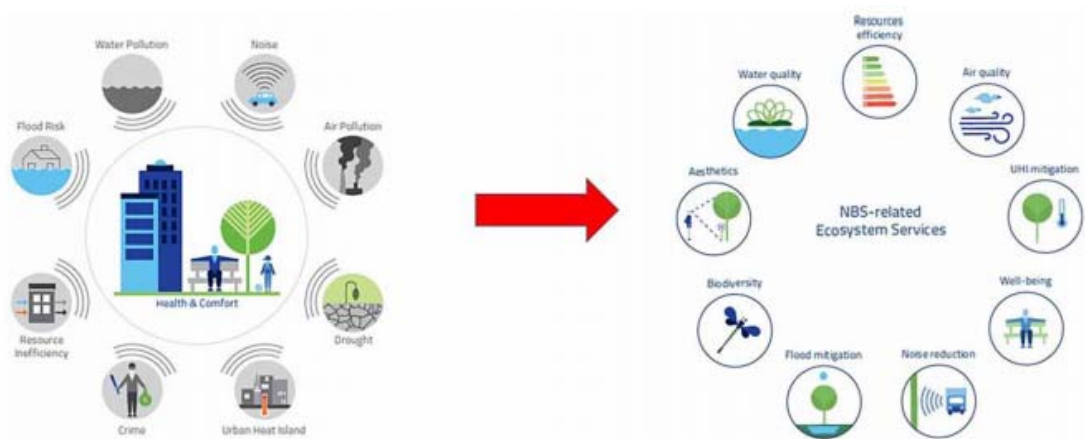 Water Pollution
Noise
Flood Risk
Air Pollution
Health & Comfort
Resource
Inefficiency
Drought
Crime
Urban Heat Island
Resources
efficiency
Water quality
Air quality
Aesthetics
UHI mitigation
NBS-related
Ecosystem Services
Biodiversity
Well-being
Flood mitigation
Noise reduction